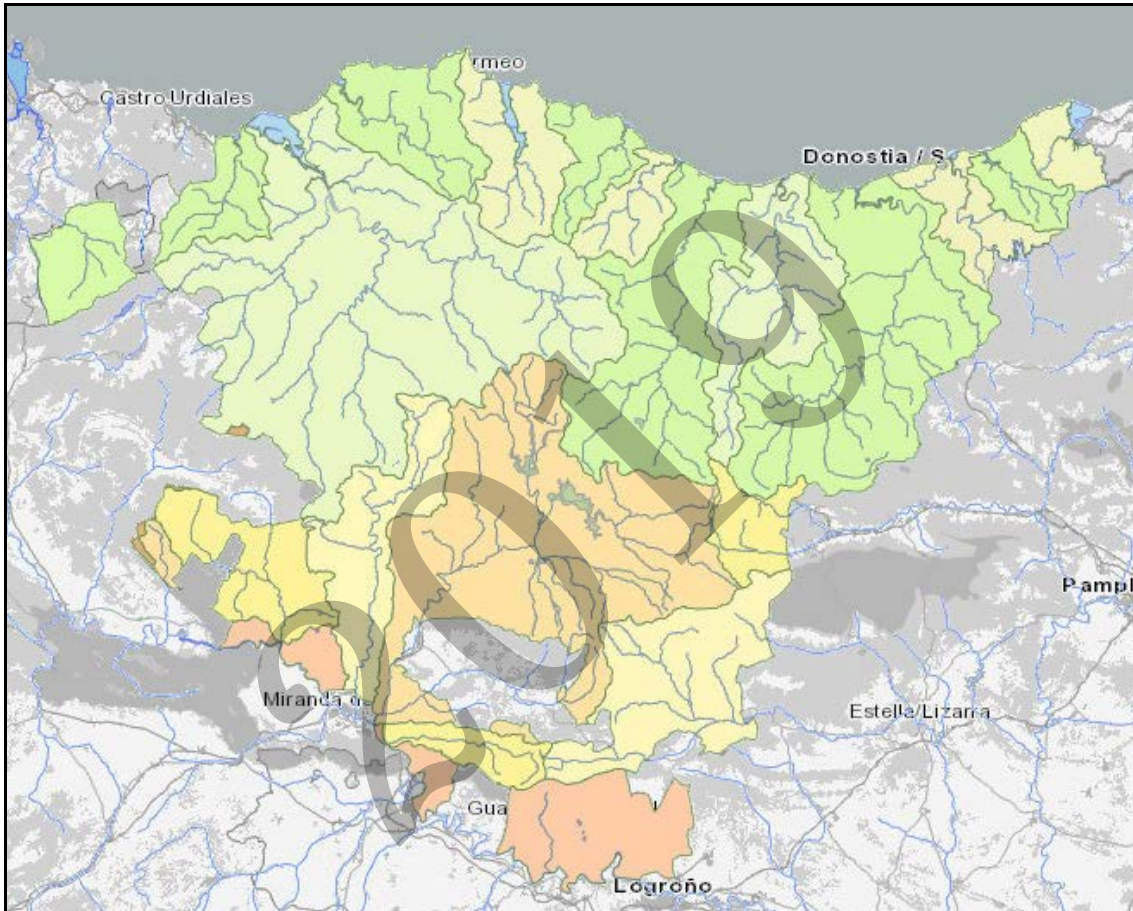 rmeo
Castro Urdiales
Donostia / S
2019
Pampl
Miranda d
Estella/Lizarra
Gua
Logroño